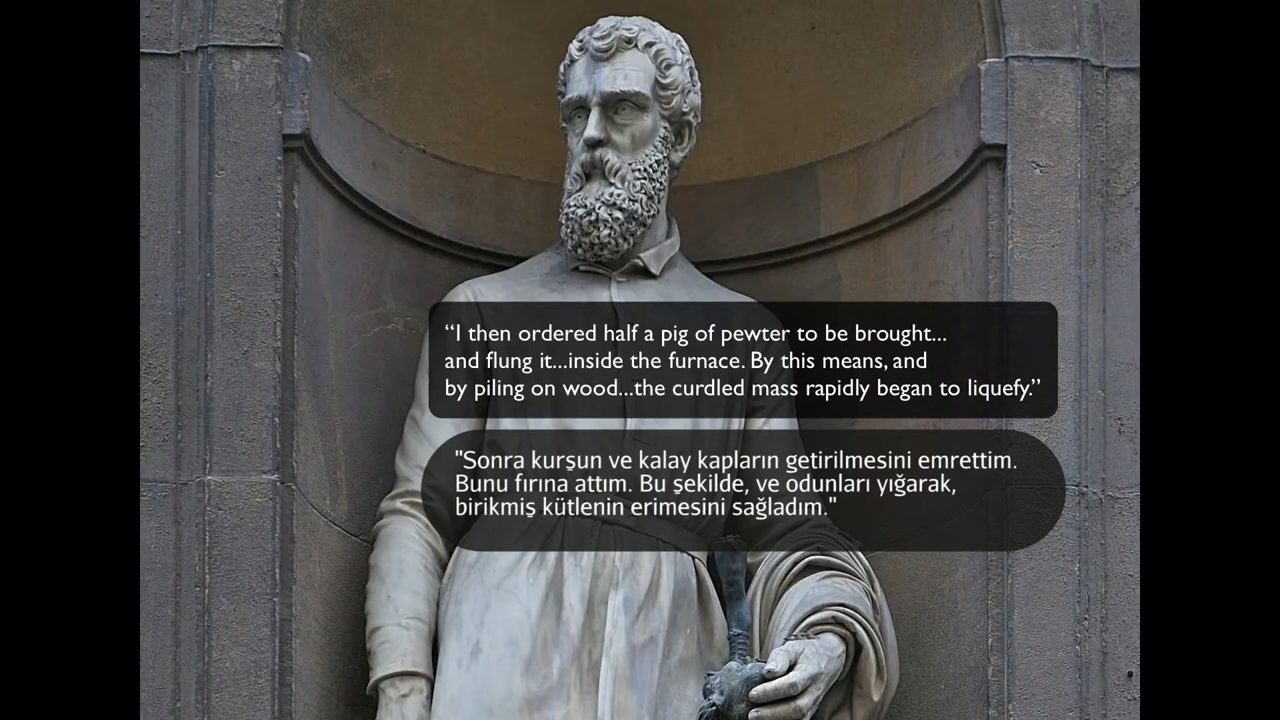 “I then ordered half a pig of pewter to be brought...
and flung it...inside the furnace. By this means, and
by piling on wood...the curdled mass rapidly began to liquefy.”
"Sonra kurşun ve kalay kapların getirilmesini emrettim.
Bunu fırına attım. Bu şekilde, ve odunları yığarak,
birikmiş kütlenin erimesini sağladım."